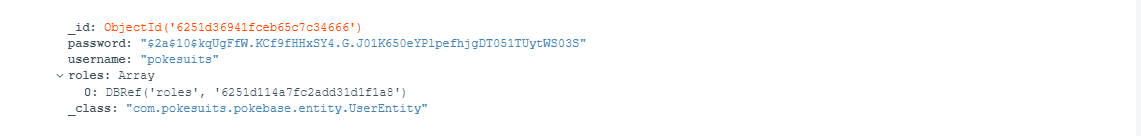 _id: ObjectId('6251d36941fceb65c7c34666')
password: "$2a$10$kqUgFfW.KCf9fHHxSY4.G.J01K650eYPlpefhjgDT051TUytWS03S"
username: "pokesuits"
roles: Array
0: DBRef('roles', '6251d114a7fc2add31d1f1a8')
_class: "com.pokesuits.pokebase.entity.UserEntity"